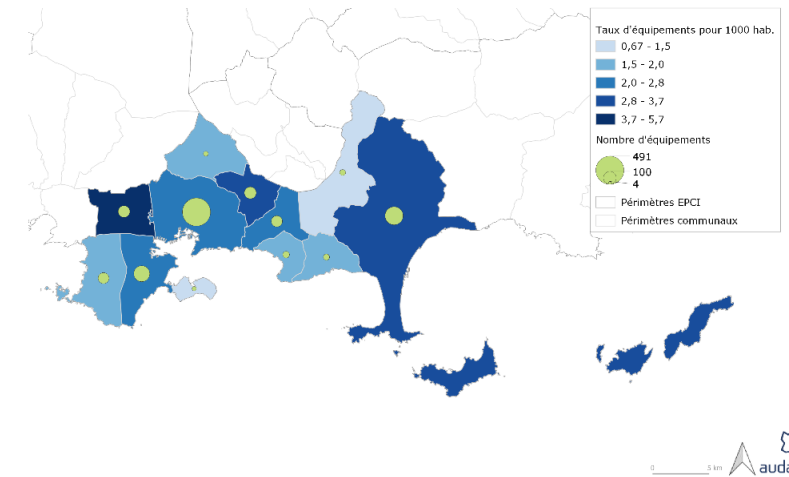 Taux d'équipements pour 1000 hab.
0,67 - 1,5
1,5 - 2,0
2,0 - 2,8
2,8 - 3,7
3,7 - 5,7
Nombre d'équipements
491
100
4
Périmètres EPCI
Périmètres communaux
0 5 km
auda